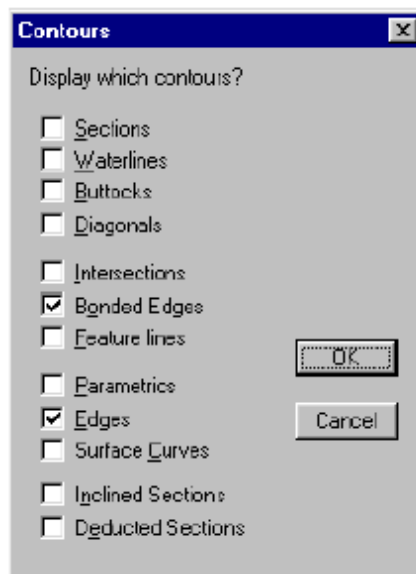 Contours
Display which contours?
Sections
Waterlines
Buttocks
Diagonals
Intersections
Bonded Edges
Feature lines
OK
Parametrics
Edges
Cancel
Surface Curves
Inclined Sections
Deducted Sections